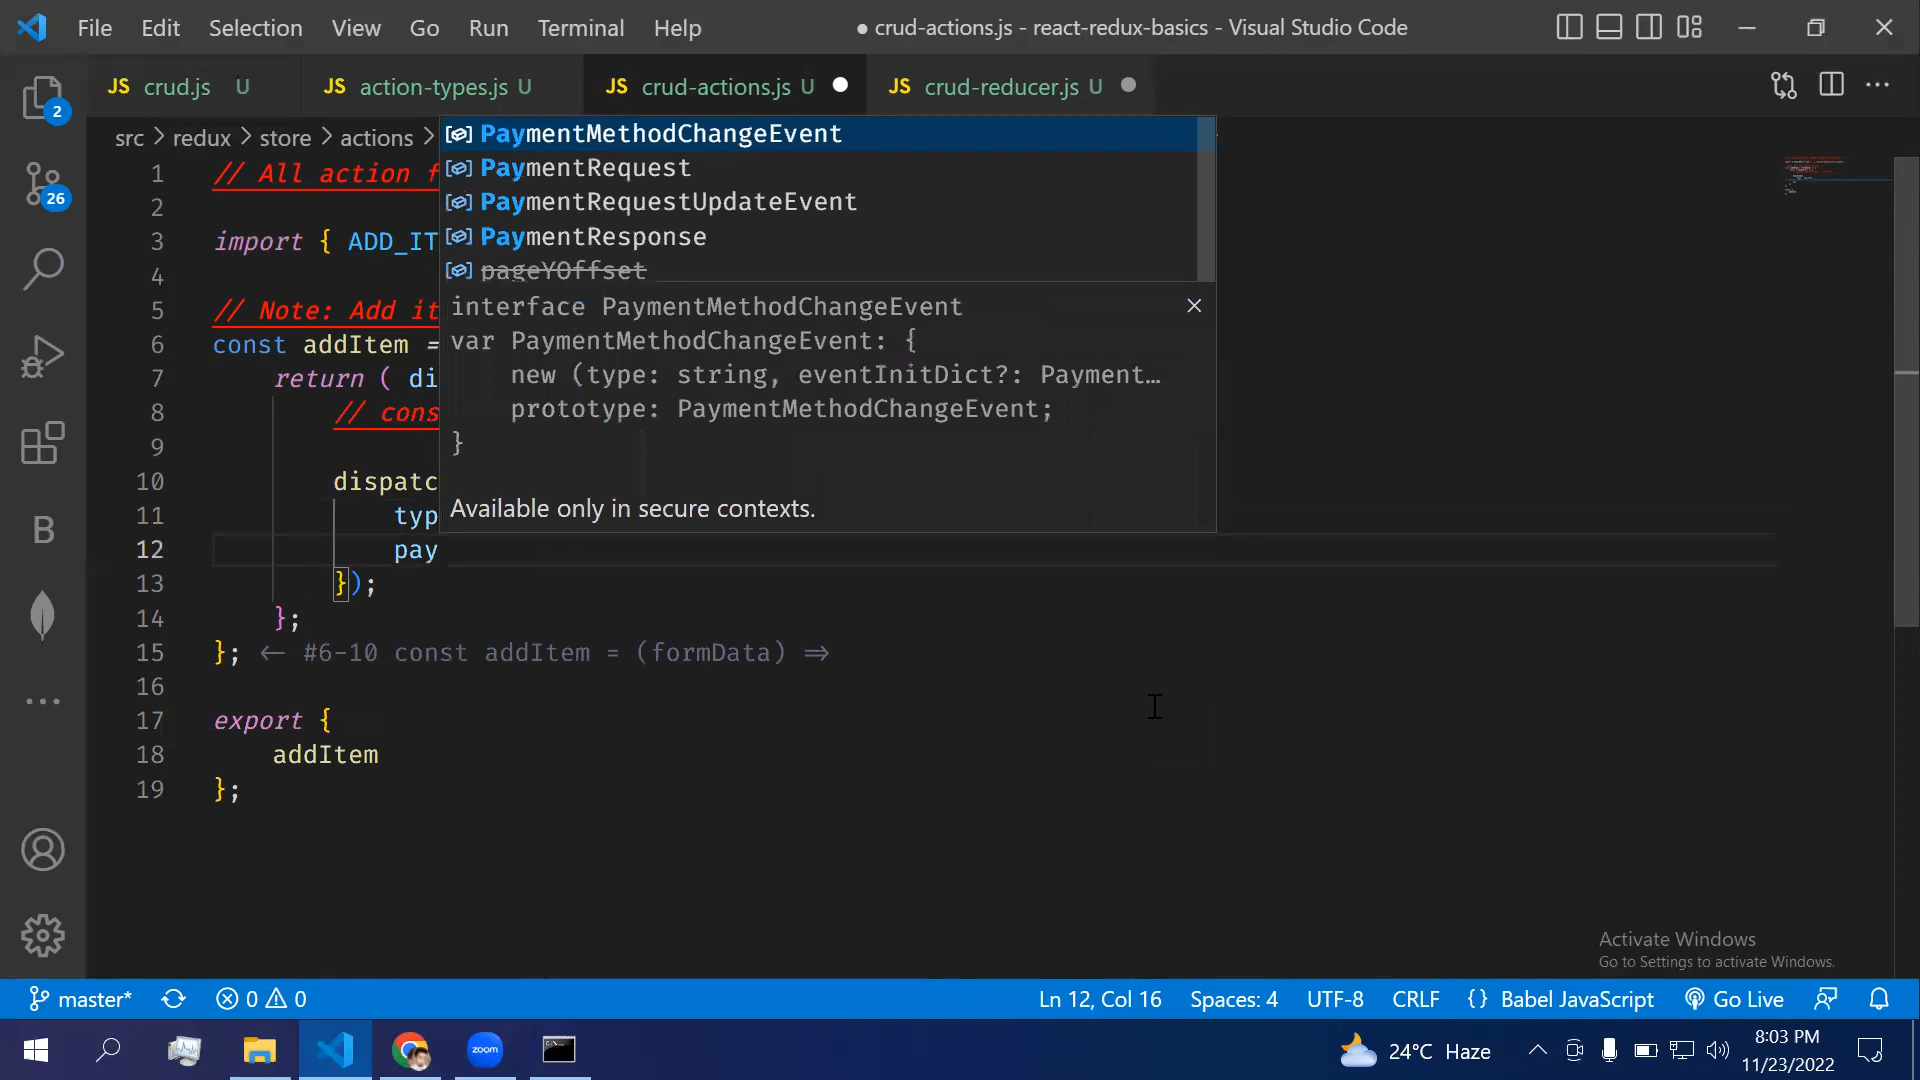 File Edit Selection View Go Run Terminal Help
● crud-actions.js - react-redux-basics - Visual Studio Code
JS crud.js U
JS action-types.js U
JS crud-actions.js U
JS crud-reducer.js U
src > redux > store > actions >
PaymentMethodChangeEvent
PaymentRequest
PaymentRequestUpdateEvent
PaymentResponse
pageYOffset
interface PaymentMethodChangeEvent
var PaymentMethodChangeEvent: {
new (type: string, eventInitDict?: Payment…
prototype: PaymentMethodChangeEvent;
}
Available only in secure contexts.
1 // All action f
2
3 import { ADD_IT
4
5 // Note: Add it
6 const addItem =
7 return ( di
8 // cons
9
10 dispatc
11 typ
12 pay
13 });
14 };
15 }; <- #6-10 const addItem = (formData) =>
16
17 export {
18 addItem
19 };
2
26
B
Activate Windows
Go to Settings to activate Windows.
master* 0 0
Ln 12, Col 16 Spaces: 4 UTF-8 CRLF {} Babel JavaScript Go Live
zoom
24°C Haze
8:03 PM
11/23/2022